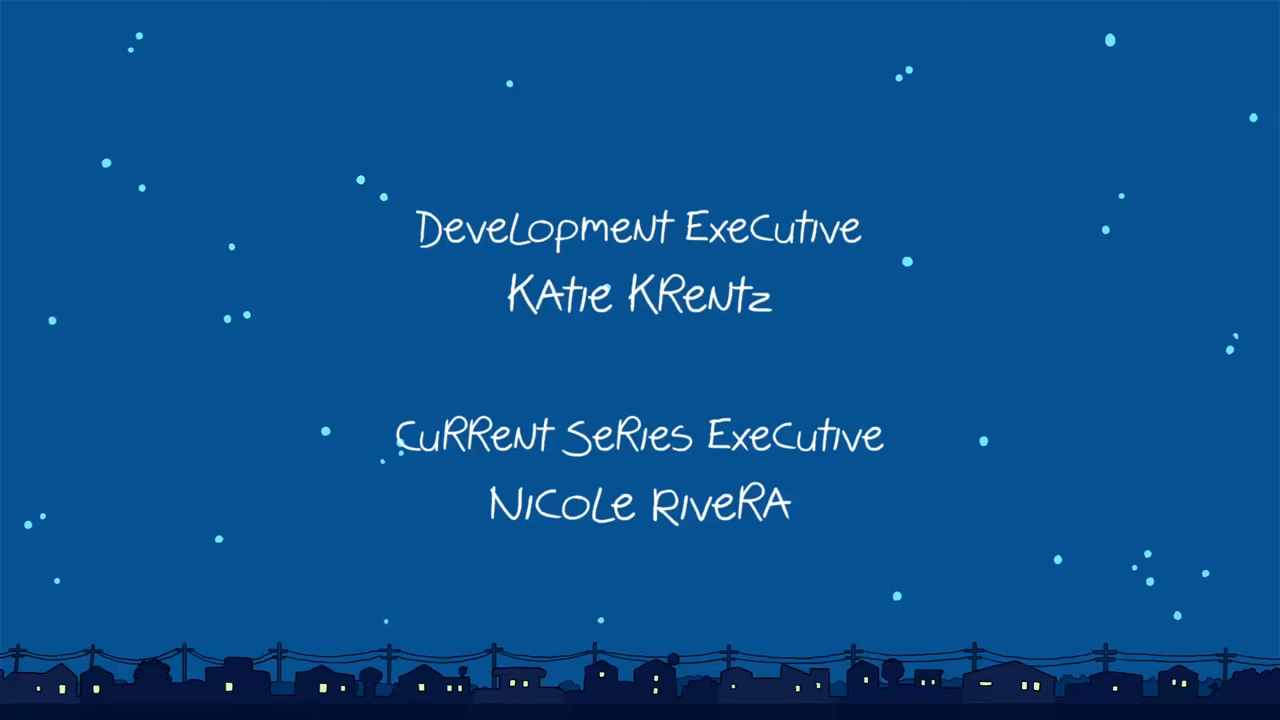 Development Executive
Katie Krentz
Current Series Executive
Nicole Rivera